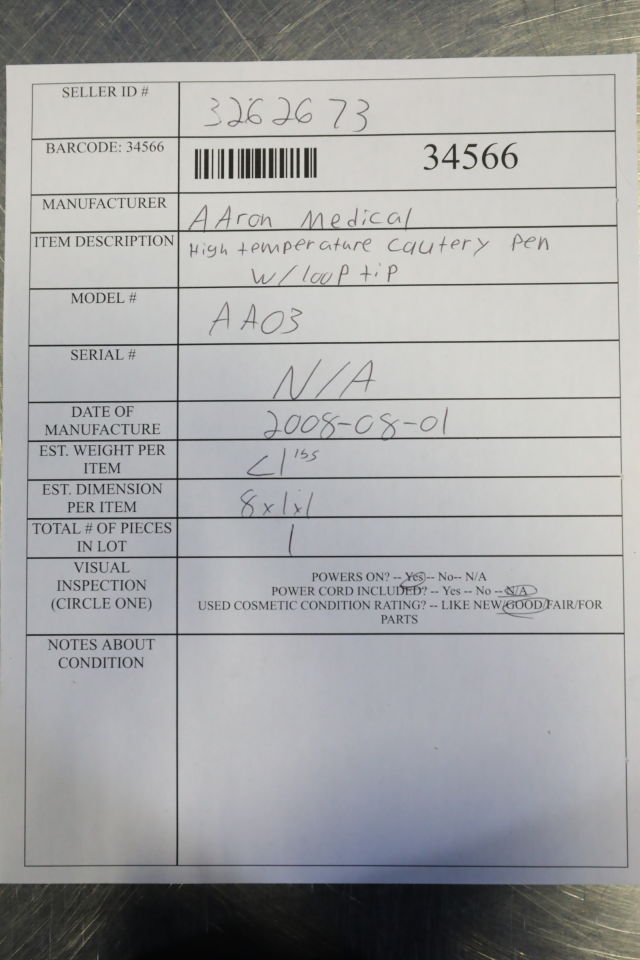 SELLER ID #
3262673
BARCODE: 34566
34566
MANUFACTURER
AAron Medical
ITEM DESCRIPTION
High temperature cautery pen
w/loop tip
MODEL #
AA03
SERIAL #
N/A
DATE OF
MANUFACTURE
2008-08-01
EST. WEIGHT PER
ITEM
<1 lbs
EST. DIMENSION
PER ITEM
8x1x1
TOTAL # OF PIECES
IN LOT
1
VISUAL
INSPECTION
(CIRCLE ONE)
POWERS ON? -- Yes -- No-- N/A
POWER CORD INCLUDED? -- Yes -- No -- N/A
USED COSMETIC CONDITION RATING? -- LIKE NEW/GOOD/FAIR/FOR
PARTS
NOTES ABOUT
CONDITION